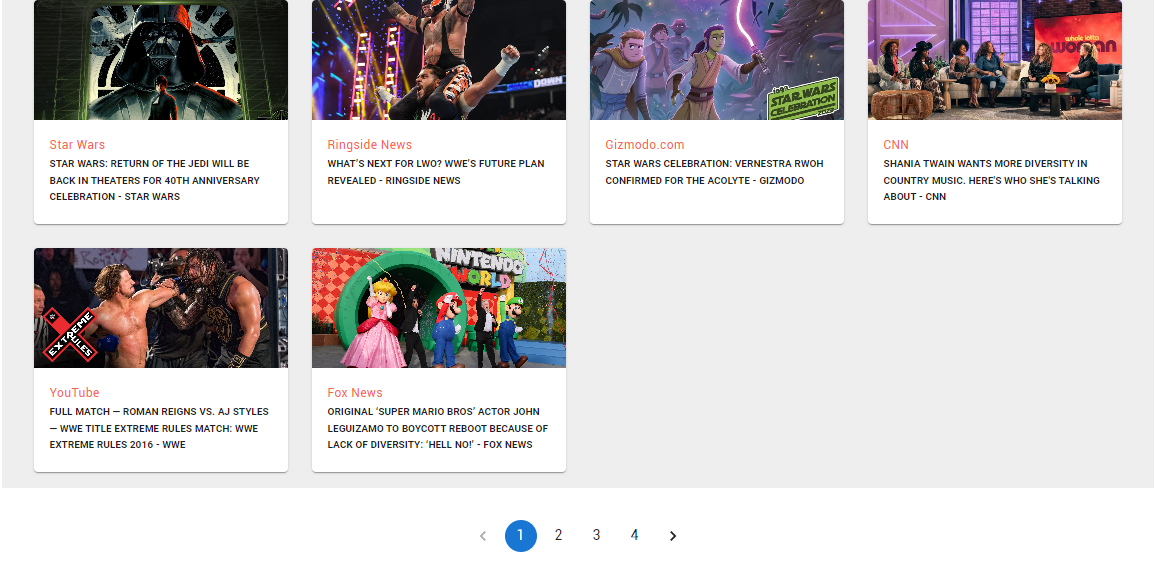 SMACKDOWN
STAR WARS
CELEBRATION
whole lotta
woman
Star Wars
STAR WARS: RETURN OF THE JEDI WILL BE
BACK IN THEATERS FOR 40TH ANNIVERSARY
CELEBRATION - STAR WARS
Ringside News
WHAT'S NEXT FOR LWO? WWE'S FUTURE PLAN
REVEALED - RINGSIDE NEWS
Gizmodo.com
STAR WARS CELEBRATION: VERNESTRA RWOH
CONFIRMED FOR THE ACOLYTE - GIZMODO
CNN
SHANIA TWAIN WANTS MORE DIVERSITY IN
COUNTRY MUSIC. HERE'S WHO SHE'S TALKING
ABOUT - CNN
EXTREME
RULES
NINTENDO
WORLD
YouTube
FULL MATCH — ROMAN REIGNS VS. AJ STYLES
— WWE TITLE EXTREME RULES MATCH: WWE
EXTREME RULES 2016 - WWE
Fox News
ORIGINAL ‘SUPER MARIO BROS’ ACTOR JOHN
LEGUIZAMO TO BOYCOTT REBOOT BECAUSE OF
LACK OF DIVERSITY: ‘HELL NO!’ - FOX NEWS
‹ 1 2 3 4 ›